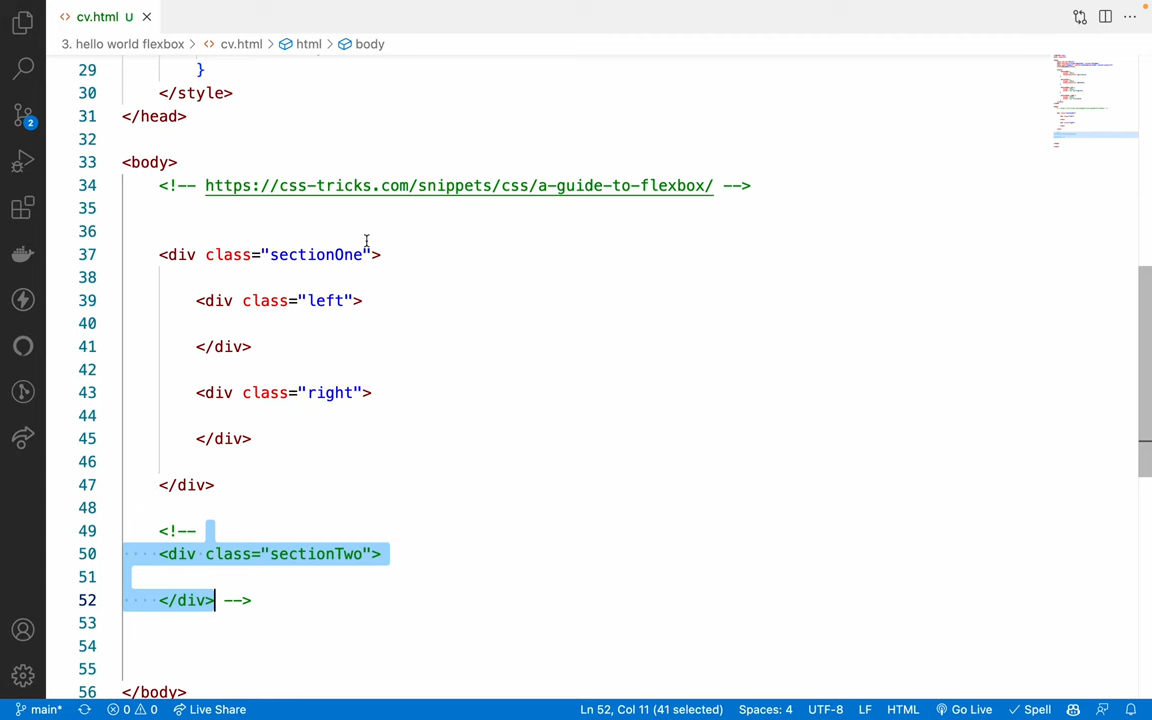 cv.html U
3. hello world flexbox > cv.html > html > body
29 }
30 </style>
31 </head>
32
33 <body>
34 <!-- https://css-tricks.com/snippets/css/a-guide-to-flexbox/ -->
35
36
37 <div class="sectionOne">
38
39 <div class="left">
40
41 </div>
42
43 <div class="right">
44
45 </div>
46
47 </div>
48
49 <!--
50 <div class="sectionTwo">
51
52 </div> -->
53
54
55
56 </body>
2
main* 0 0 Live Share Ln 52, Col 11 (41 selected) Spaces: 4 UTF-8 LF HTML Go Live Spell